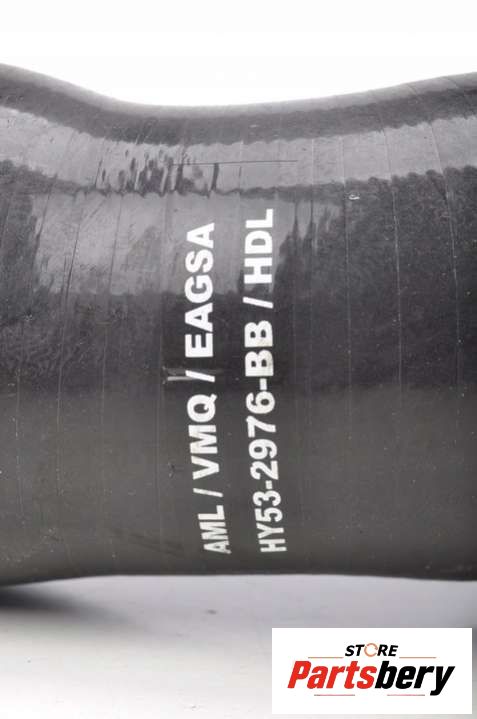 AML / VMQ / EAGSA
HY53-2976-BB / HDL
STORE
Partsbery